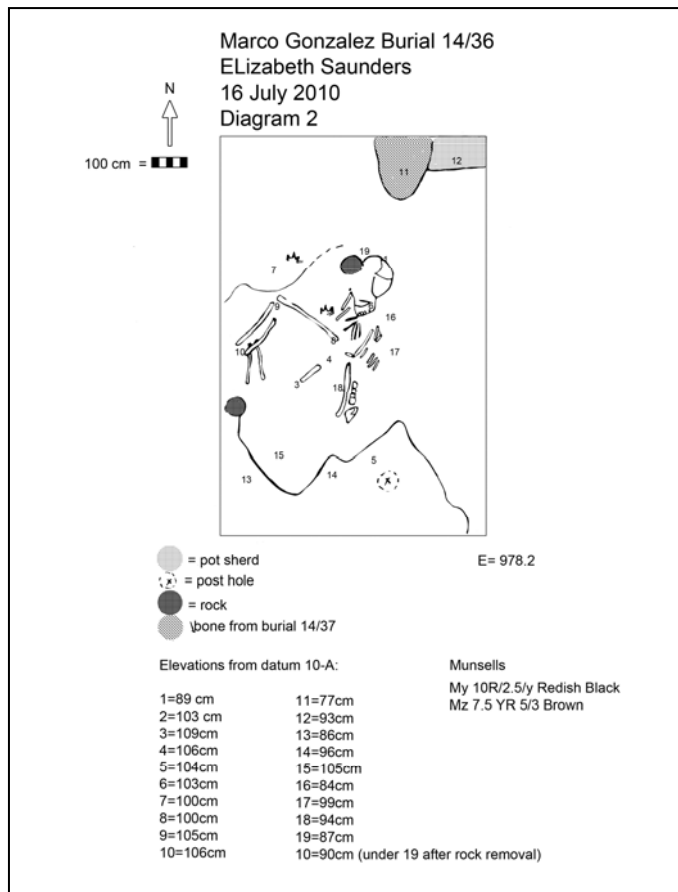 Marco Gonzalez Burial 14/36
ELizabeth Saunders
16 July 2010
Diagram 2
N
100 cm =
11
12
19
7
9
16
8
10
4
17
3
18
15
5
13
14
= pot sherd
E= 978.2
= post hole
= rock
\bone from burial 14/37
Elevations from datum 10-A:
Munsells
My 10R/2.5/y Redish Black
Mz 7.5 YR 5/3 Brown
1=89 cm
2=103 cm
3=109cm
4=106cm
5=104cm
6=103cm
7=100cm
8=100cm
9=105cm
10=106cm
11=77cm
12=93cm
13=86cm
14=96cm
15=105cm
16=84cm
17=99cm
18=94cm
19=87cm
10=90cm (under 19 after rock removal)